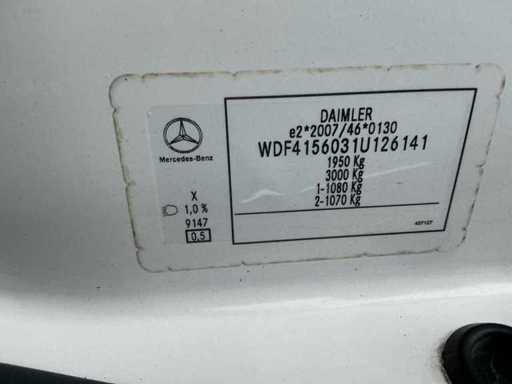 DAIMLER
e2*2007/46*0130
WDF4156031U126141
1950 Kg
3000 Kg
1-1080 Kg
2-1070 Kg
Mercedes-Benz
X
1,0%
9147
0.5